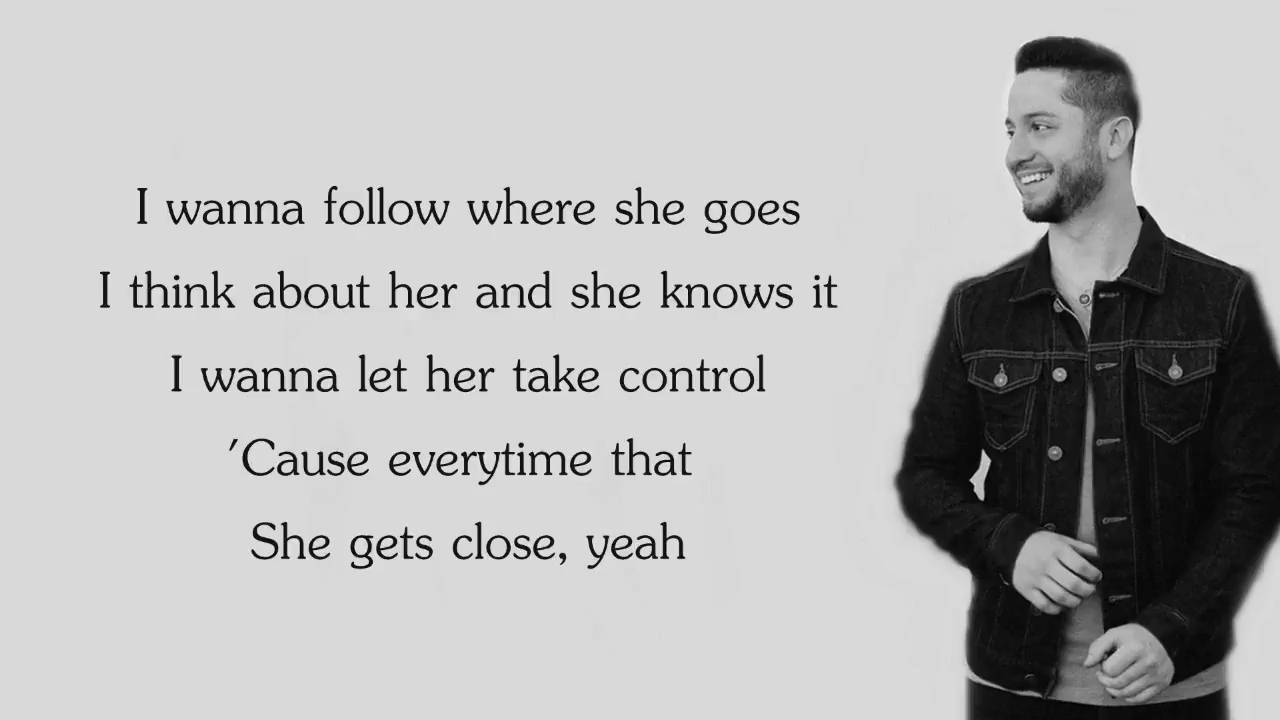 I wanna follow where she goes
I think about her and she knows it
I wanna let her take control
'Cause everytime that
She gets close, yeah